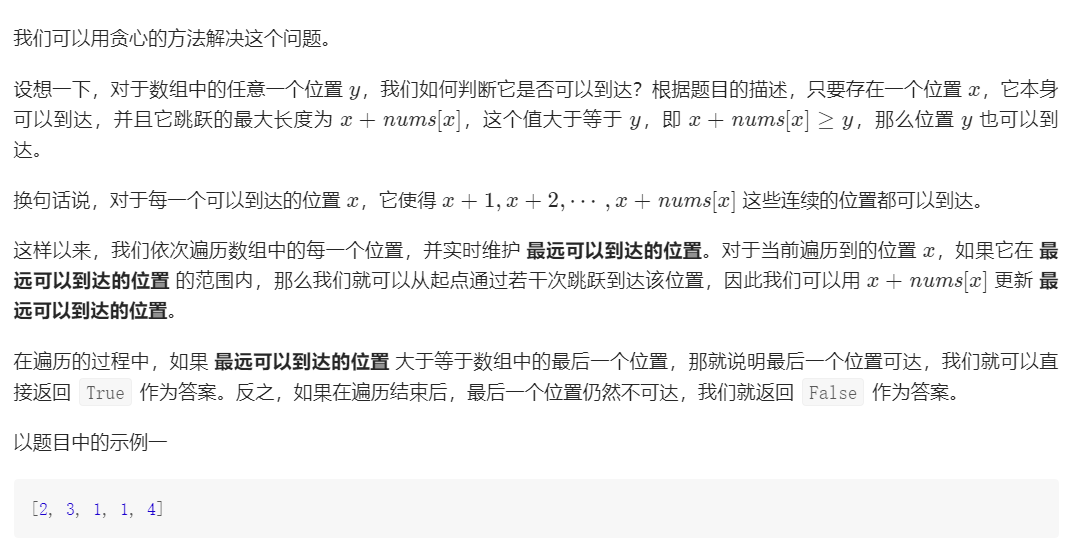 我们可以用贪心的方法解决这个问题。
设想一下，对于数组中的任意一个位置 y，我们如何判断它是否可以到达？根据题目的描述，只要存在一个位置 x，它本身
可以到达，并且它跳跃的最大长度为 x + nums[x]，这个值大于等于 y，即 x + nums[x] ≥ y，那么位置 y 也可以到
达。
换句话说，对于每一个可以到达的位置 x，它使得 x + 1, x + 2, ⋯ , x + nums[x] 这些连续的位置都可以到达。
这样以来，我们依次遍历数组中的每一个位置，并实时维护 最远可以到达的位置。对于当前遍历到的位置 x，如果它在 最
远可以到达的位置 的范围内，那么我们就可以从起点通过若干次跳跃到达该位置，因此我们可以用 x + nums[x] 更新 最
远可以到达的位置。
在遍历的过程中，如果 最远可以到达的位置 大于等于数组中的最后一个位置，那就说明最后一个位置可达，我们就可以直
接返回 True 作为答案。反之，如果在遍历结束后，最后一个位置仍然不可达，我们就返回 False 作为答案。
以题目中的示例一
[2, 3, 1, 1, 4]